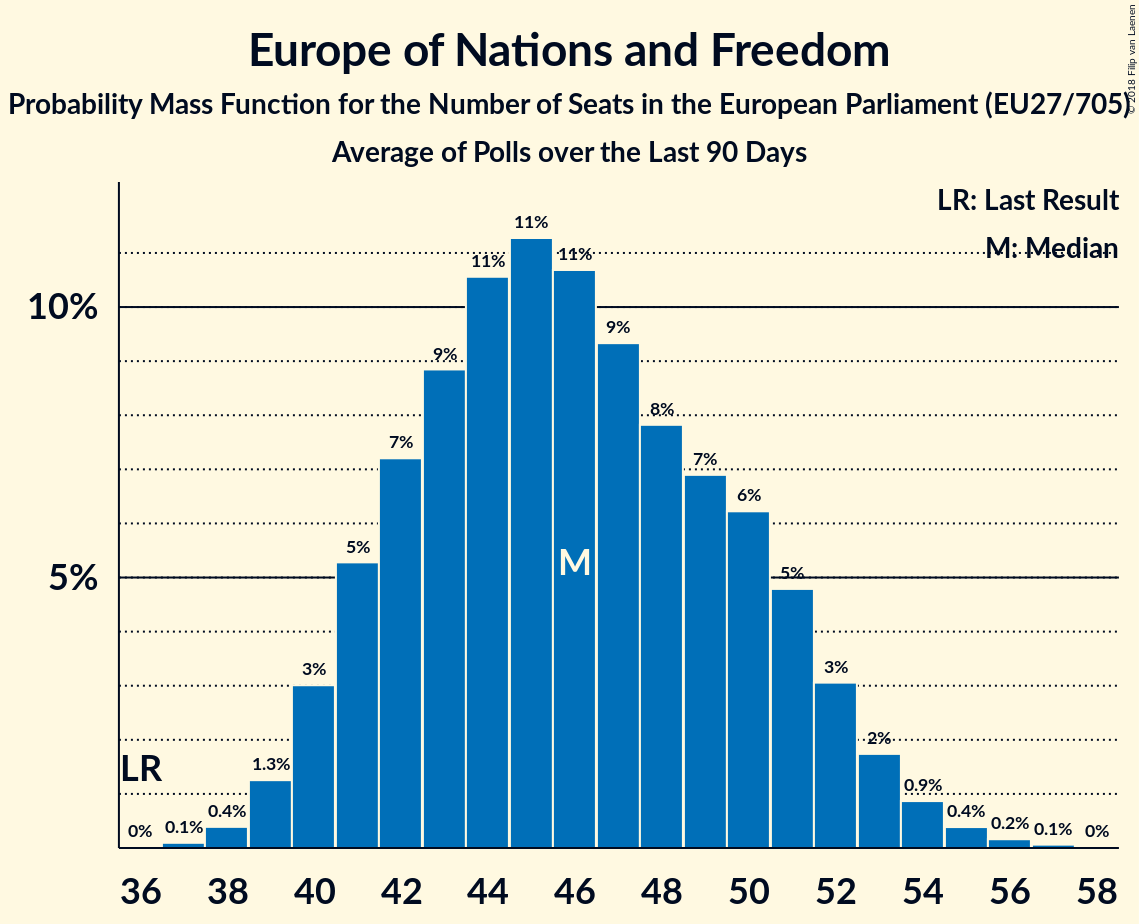 Europe of Nations and Freedom
Probability Mass Function for the Number of Seats in the European Parliament (EU27/705)
Average of Polls over the Last 90 Days
© 2018 Filip van Laenen
LR: Last Result
M: Median
10%
5%
LR
M
0%
0.1%
0.4%
1.3%
3%
5%
7%
9%
11%
11%
11%
9%
8%
7%
6%
5%
3%
2%
0.9%
0.4%
0.2%
0.1%
0%
36 38 40 42 44 46 48 50 52 54 56 58